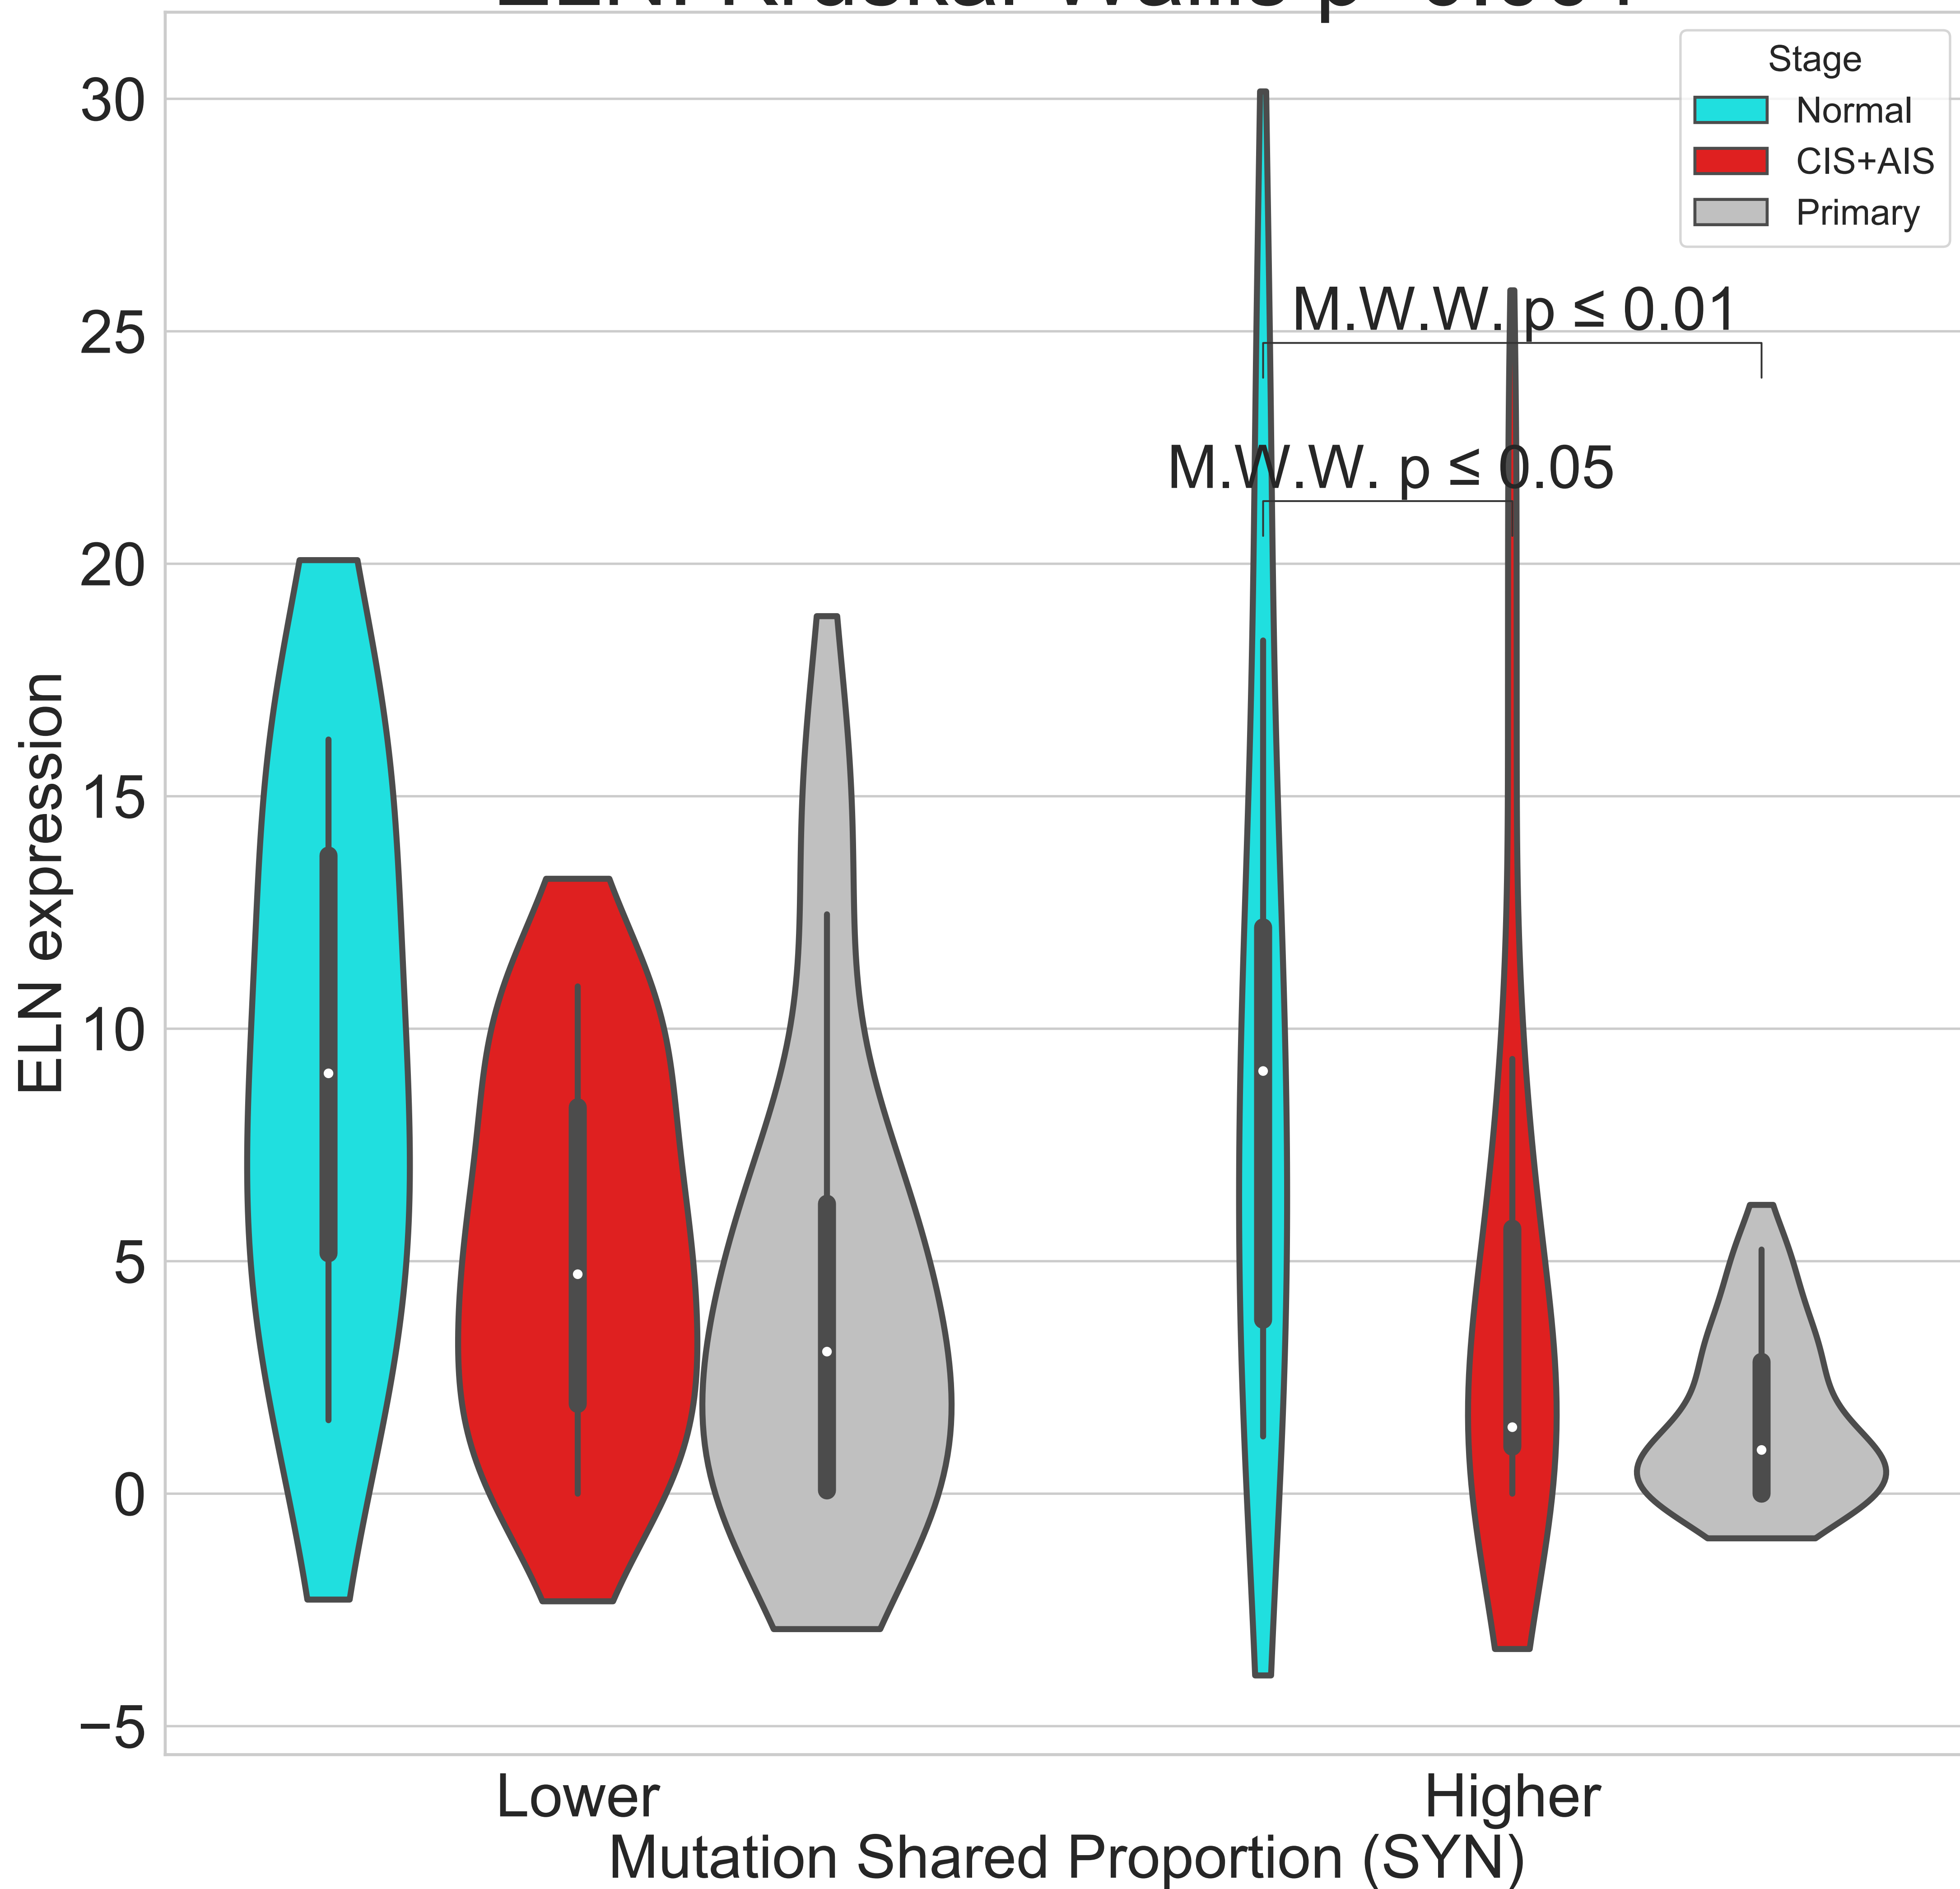 Stage
Normal
CIS+AIS
Primary
30
25
20
15
10
5
0
−5
ELN expression
M.W.W. p ≤ 0.01
M.W.W. p ≤ 0.05
Lower
Higher
Mutation Shared Proportion (SYN)